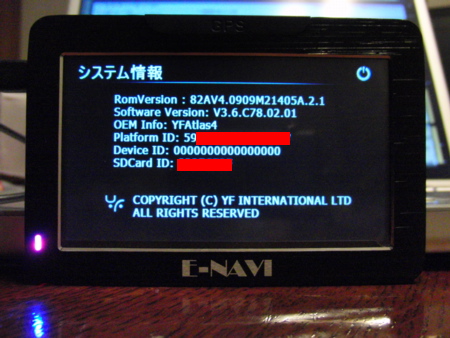 GPS
システム情報
RomVersion : 82AV4.0909M21405A.2.1
Software Version: V3.6.C78.02.01
OEM Info: YFAtlas4
Platform ID: 59
Device ID: 0000000000000000
SDCard ID:
COPYRIGHT (C) YF INTERNATIONAL LTD
ALL RIGHTS RESERVED
E-NAVI